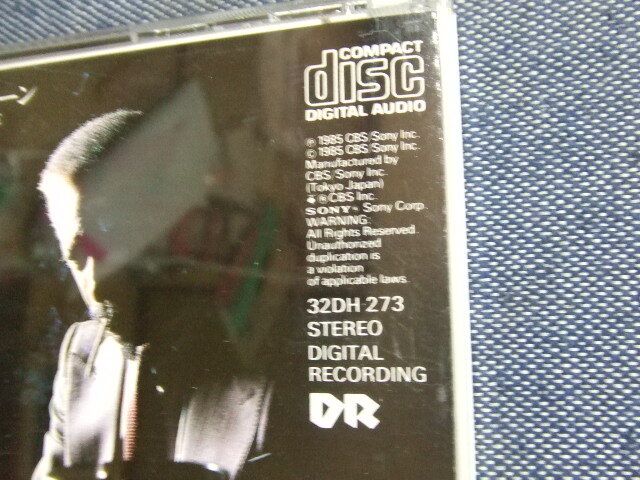 COMPACT
disc
DIGITAL AUDIO
℗ 1985 CBS/Sony Inc.
© 1985 CBS/Sony Inc.
Manufactured by
CBS/Sony Inc.
(Tokyo Japan)
CBS Inc.
SONY® Sony Corp.
WARNING:
All Rights Reserved.
Unauthorized
duplication is
a violation
of applicable laws.
32DH 273
STEREO
DIGITAL
RECORDING
DR